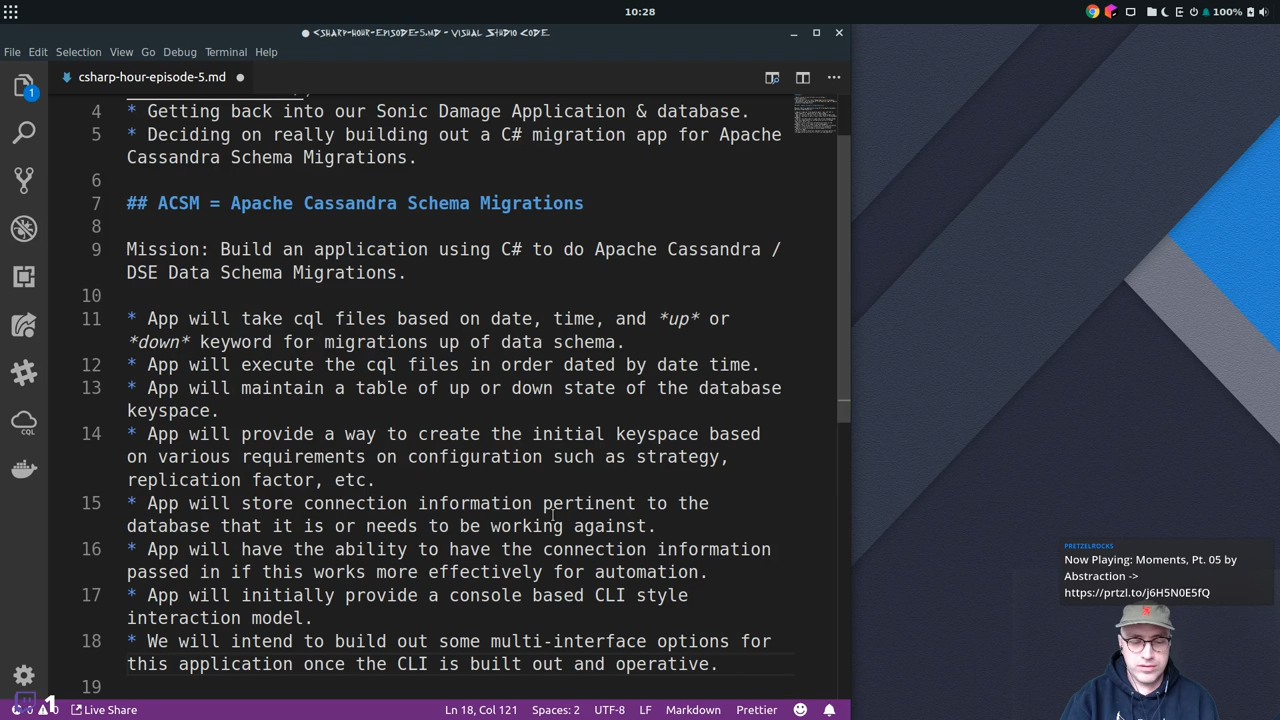 10:28
100%
● csharp-hour-episode-5.md - Visual Studio Code
File Edit Selection View Go Debug Terminal Help
csharp-hour-episode-5.md ●
4 * Getting back into our Sonic Damage Application & database.
5 * Deciding on really building out a C# migration app for Apache
Cassandra Schema Migrations.
6
7 ## ACSM = Apache Cassandra Schema Migrations
8
9 Mission: Build an application using C# to do Apache Cassandra /
DSE Data Schema Migrations.
10
11 * App will take cql files based on date, time, and *up* or
*down* keyword for migrations up of data schema.
12 * App will execute the cql files in order dated by date time.
13 * App will maintain a table of up or down state of the database
keyspace.
14 * App will provide a way to create the initial keyspace based
on various requirements on configuration such as strategy,
replication factor, etc.
15 * App will store connection information pertinent to the
database that it is or needs to be working against.
16 * App will have the ability to have the connection information
passed in if this works more effectively for automation.
17 * App will initially provide a console based CLI style
interaction model.
18 * We will intend to build out some multi-interface options for
this application once the CLI is built out and operative.
19
1
CQL
PRETZELROCKS
Now Playing: Moments, Pt. 05 by
Abstraction ->
https://prtzl.to/j6H5N0E5fQ
1
Live Share
Ln 18, Col 121 Spaces: 2 UTF-8 LF Markdown Prettier